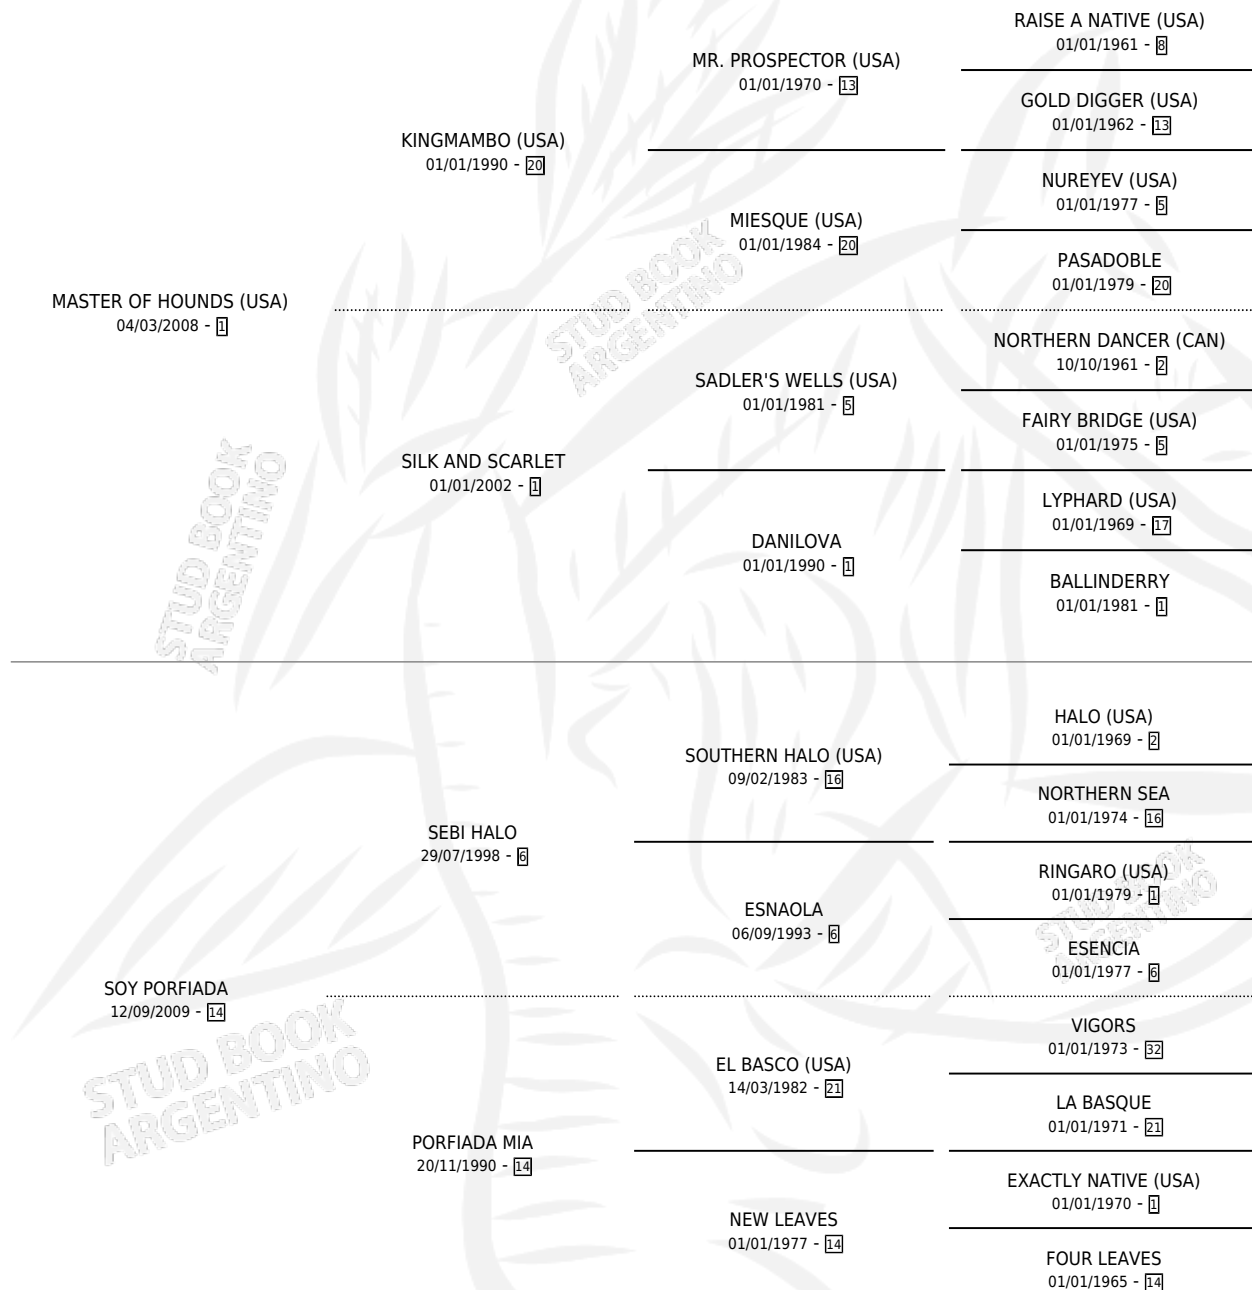 RAISE A NATIVE (USA)
01/01/1961 - 8
MR. PROSPECTOR (USA)
01/01/1970 - 13
GOLD DIGGER (USA)
01/01/1962 - 13
KINGMAMBO (USA)
01/01/1990 - 20
NUREYEV (USA)
01/01/1977 - 5
MIESQUE (USA)
01/01/1984 - 20
PASADOBLE
01/01/1979 - 20
MASTER OF HOUNDS (USA)
04/03/2008 - 1
STUD BOOK
ARGENTINO
NORTHERN DANCER (CAN)
10/10/1961 - 2
SADLER'S WELLS (USA)
01/01/1981 - 5
FAIRY BRIDGE (USA)
01/01/1975 - 5
SILK AND SCARLET
01/01/2002 - 1
LYPHARD (USA)
01/01/1969 - 17
DANILOVA
01/01/1990 - 1
BALLINDERRY
01/01/1981 - 1
STUD BOOK
ARGENTINO
HALO (USA)
01/01/1969 - 2
SOUTHERN HALO (USA)
09/02/1983 - 16
NORTHERN SEA
01/01/1974 - 16
SEBI HALO
29/07/1998 - 6
RINGARO (USA)
01/01/1979 - 1
ESNAOLA
06/09/1993 - 6
STUD BOOK
ARGENTINO
ESENCIA
01/01/1977 - 6
SOY PORFIADA
12/09/2009 - 14
STUD BOOK
ARGENTINO
VIGORS
01/01/1973 - 32
EL BASCO (USA)
14/03/1982 - 21
LA BASQUE
01/01/1971 - 21
PORFIADA MIA
20/11/1990 - 14
EXACTLY NATIVE (USA)
01/01/1970 - 1
NEW LEAVES
01/01/1977 - 14
FOUR LEAVES
01/01/1965 - 14